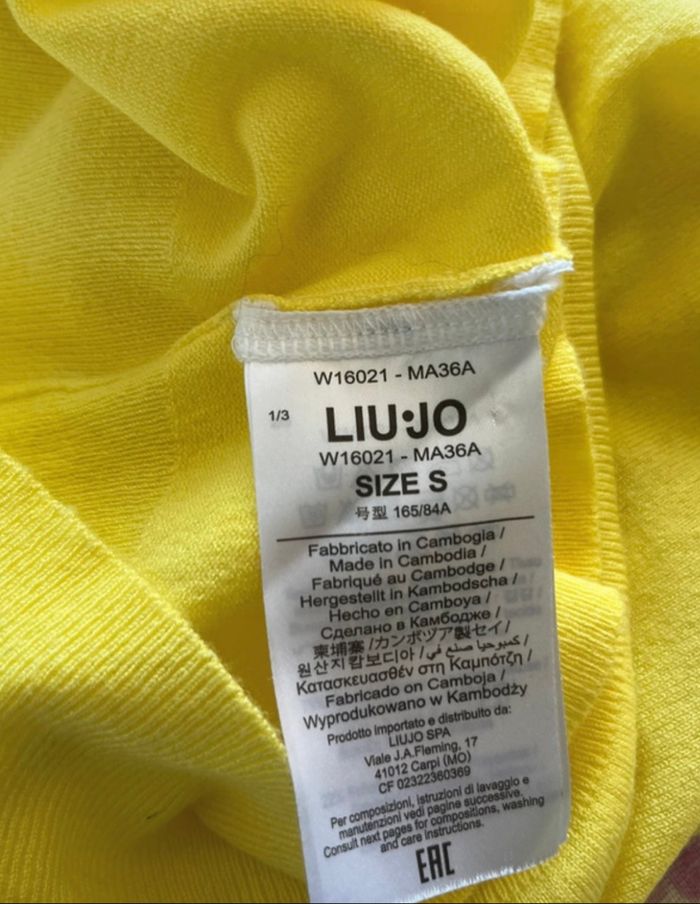 W16021 - MA36A
1/3
LIU•JO
W16021 - MA36A
SIZE S
号型 165/84A
Fabbricato in Cambogia /
Made in Cambodia /
Fabriqué au Cambodge /
Hergestellt in Kambodscha /
Hecho en Camboya /
Сделано в Камбодже /
柬埔寨 /カンボヅア製セイ /
원산지캄보디아 / كمبوحيا صنع في /
Κατασκευασθέν στη Καμπότζη /
Fabricado on Camboja /
Wyprodukowano w Kambodży
Prodotto importato e distribuito da:
LIUJO SPA
Viale J.A.Fleming, 17
41012 Carpi (MO)
CF 02322360369
Per composizioni, istruzioni di lavaggio e
manutenzioni vedi pagine successive.
Consult next pages for compositions, washing
and care instructions.
EAC